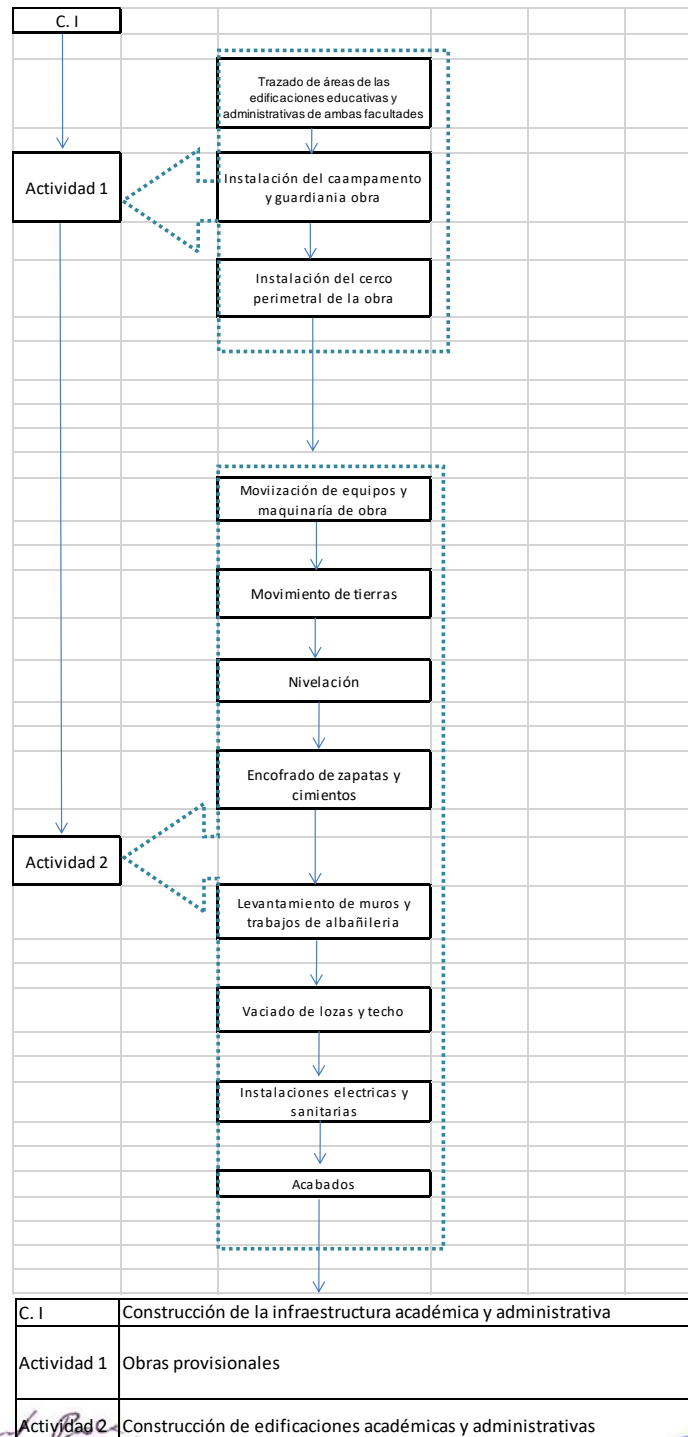 C. I
Trazado de áreas de las
edificaciones educativas y
administrativas de ambas facultades
Actividad 1
Instalación del caampamento
y guardiania obra
Instalación del cerco
perimetral de la obra
Moviización de equipos y
maquinaría de obra
Movimiento de tierras
Nivelación
Encofrado de zapatas y
cimientos
Actividad 2
Levantamiento de muros y
trabajos de albañileria
Vaciado de lozas y techo
Instalaciones electricas y
sanitarias
Acabados
C. I Construcción de la infraestructura académica y administrativa
Actividad 1 Obras provisionales
Actividad 2 Construcción de edificaciones académicas y administrativas